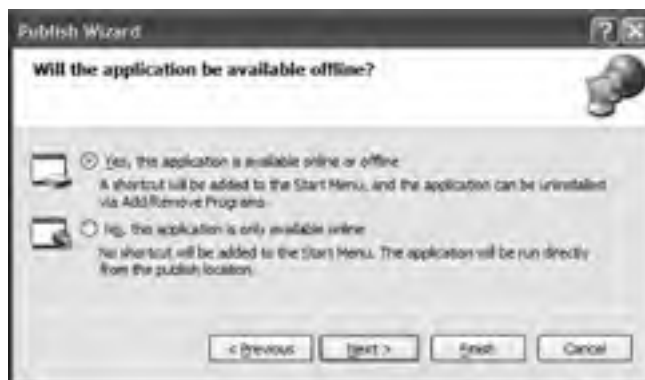 Publish Wizard
Will the application be available offline?
Yes, this application is available online or offline
A shortcut will be added to the Start Menu, and the application can be uninstalled
via Add/Remove Programs.
No, this application is only available online
No shortcut will be added to the Start Menu. The application will be run directly
from the publish location.
< Previous
Next >
Finish
Cancel